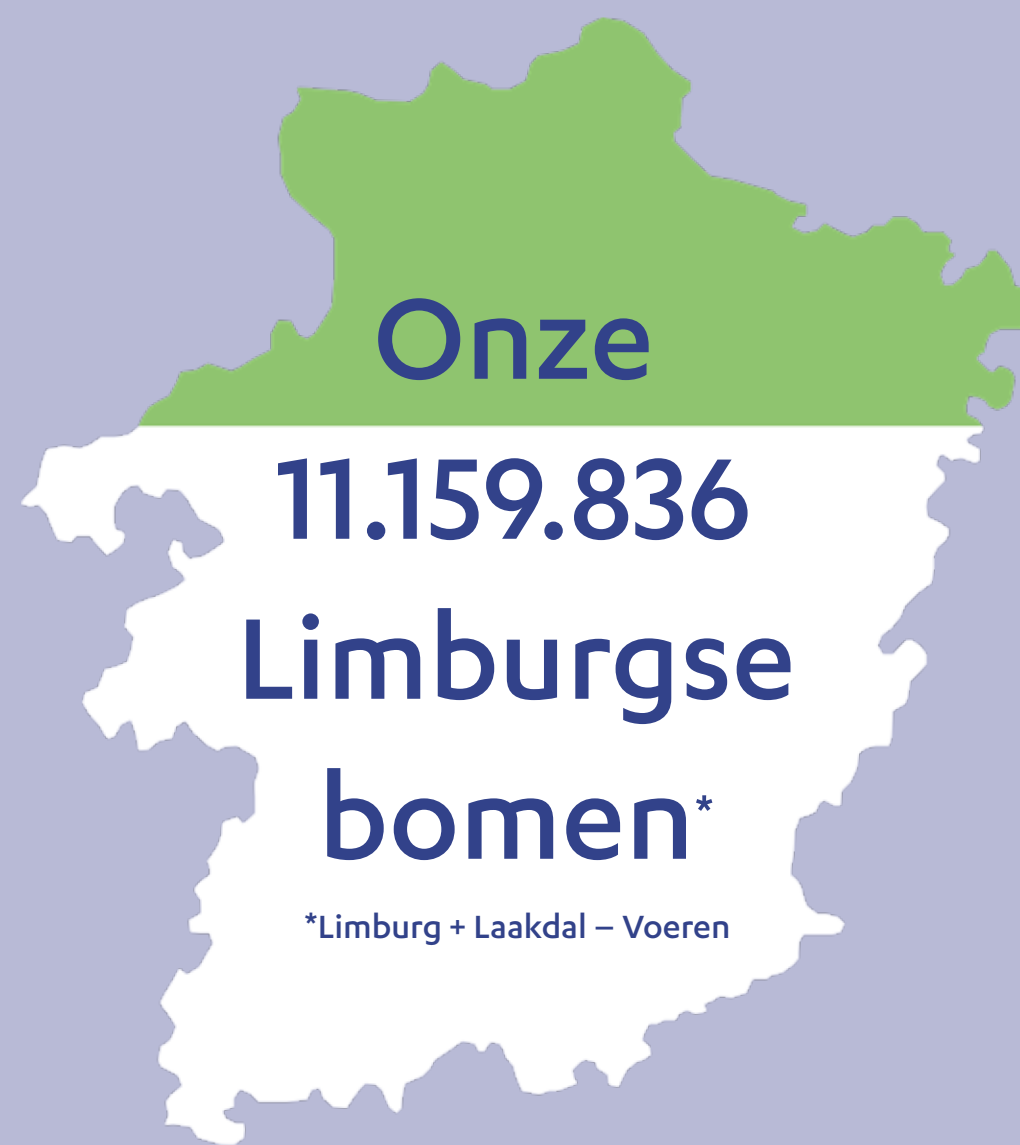 Onze
11.159.836
Limburgse
bomen*
*Limburg + Laakdal – Voeren